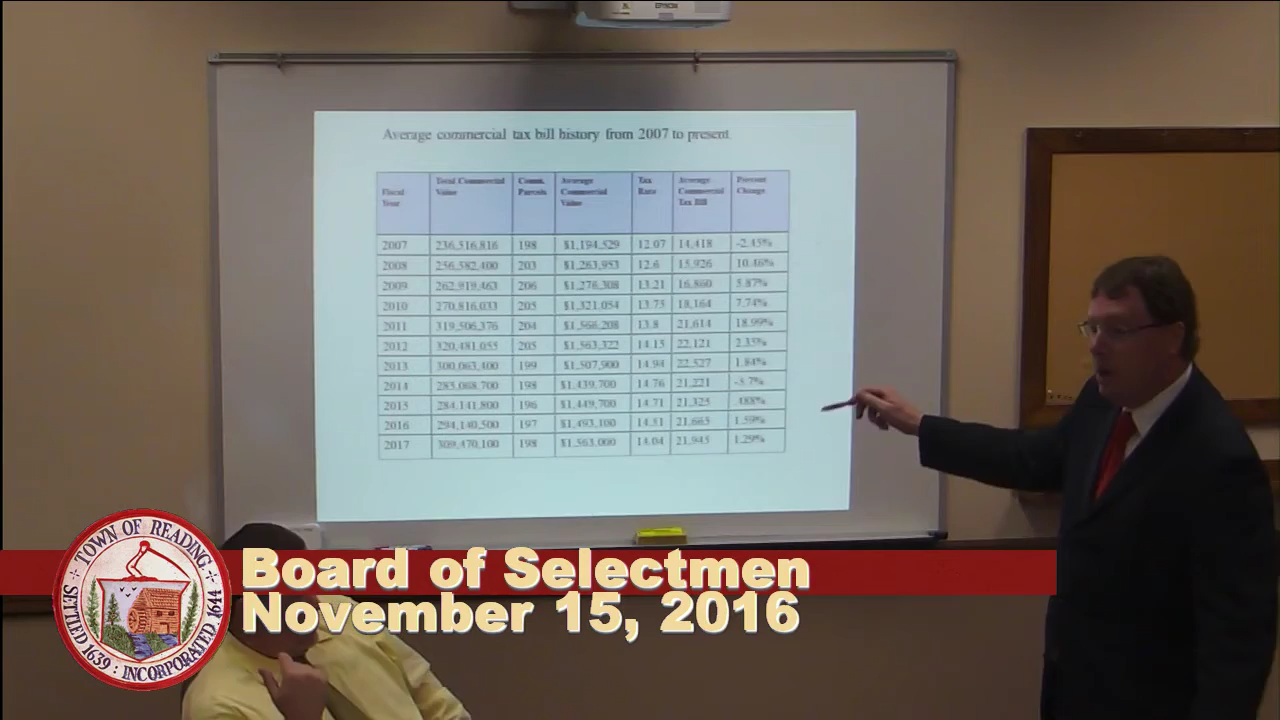 EPSON
Average commercial tax bill history from 2007 to present
Fiscal Year Total Commercial Value Comm. Parcels Average Commercial Value Tax Rate Average Commercial Tax Bill Percent Change
2007 236,516,816 198 $1,194,529 12.07 14,418 -2.45%
2008 256,582,400 203 $1,263,953 12.6 15,926 10.46%
2009 262,919,463 206 $1,276,308 13.21 16,860 5.87%
2010 270,816,033 205 $1,321,054 13.75 18,164 7.74%
2011 319,506,376 204 $1,566,208 13.8 21,614 18.99%
2012 320,481,055 205 $1,563,322 14.15 22,121 2.35%
2013 300,063,400 199 $1,507,900 14.94 22,527 1.84%
2014 285,068,700 198 $1,439,700 14.76 21,221 -5.7%
2015 284,141,800 196 $1,449,700 14.71 21,325 .488%
2016 294,140,500 197 $1,493,100 14.51 21,665 1.59%
2017 309,470,100 198 $1,563,000 14.04 21,945 1.29%
TOWN OF READING
SETTLED 1639 : INCORPORATED 1644
Board of Selectmen
November 15, 2016